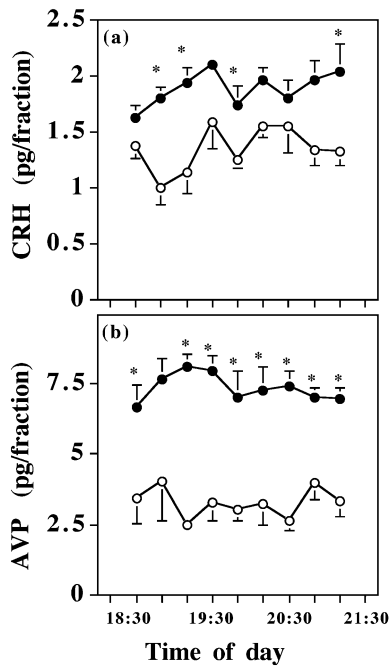 (a)
CRH (pg/fraction)
2.5
2
1.5
1
0.5
0
* * * *
(b)
AVP (pg/fraction)
7.5
5
2.5
0
* * * * * * * *
18:30 19:30 20:30 21:30
Time of day